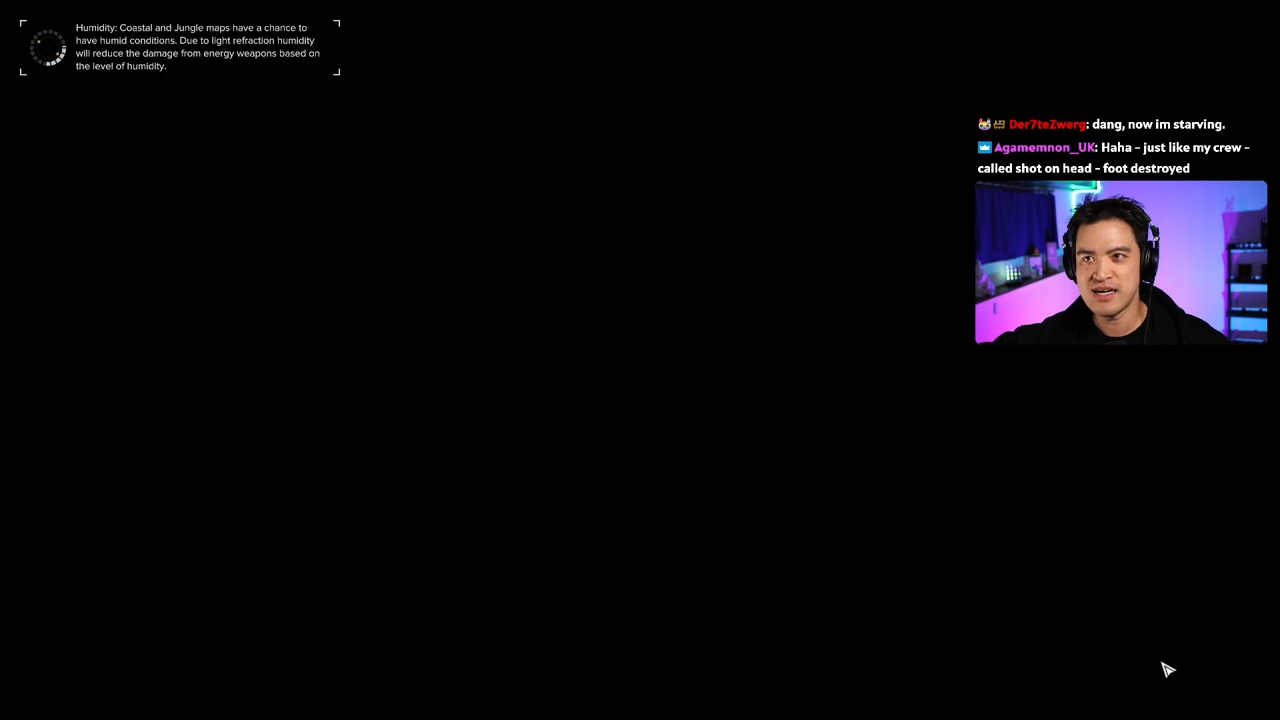 Humidity: Coastal and Jungle maps have a chance to
have humid conditions. Due to light refraction humidity
will reduce the damage from energy weapons based on
the level of humidity.
Der7teZwerg: dang, now im starving.
Agamemnon_UK: Haha - just like my crew -
called shot on head - foot destroyed